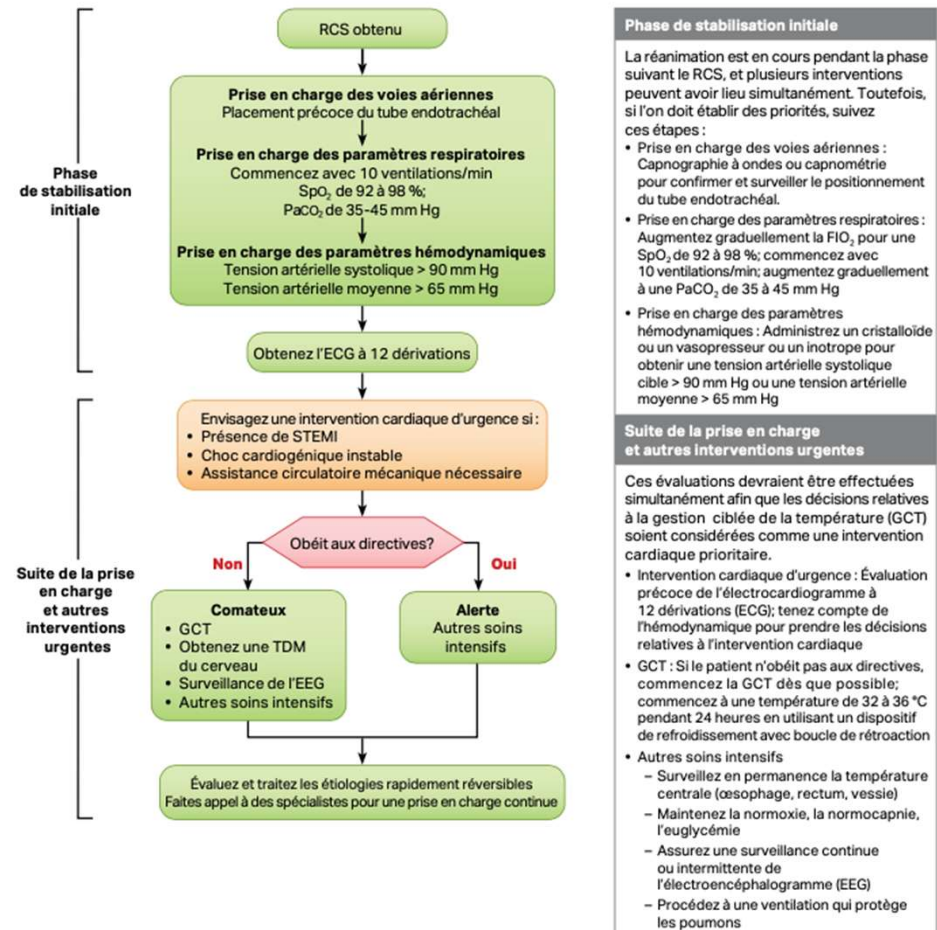 RCS obtenu
Prise en charge des voies aériennes
Placement précoce du tube endotrachéal
Prise en charge des paramètres respiratoires
Commencez avec 10 ventilations/min
SpO₂ de 92 à 98 %;
PaCO₂ de 35-45 mm Hg
Prise en charge des paramètres hémodynamiques
Tension artérielle systolique > 90 mm Hg
Tension artérielle moyenne > 65 mm Hg
Obtenez l'ECG à 12 dérivations
Phase
de stabilisation
initiale
Envisagez une intervention cardiaque d'urgence si :
• Présence de STEMI
• Choc cardiogénique instable
• Assistance circulatoire mécanique nécessaire
Obéit aux directives?
Non
Oui
Comateux
• GCT
• Obtenez une TDM
du cerveau
• Surveillance de l'EEG
• Autres soins intensifs
Alerte
Autres soins
intensifs
Suite de la prise
en charge
et autres
interventions
urgentes
Évaluez et traitez les étiologies rapidement réversibles
Faites appel à des spécialistes pour une prise en charge continue
Phase de stabilisation initiale
La réanimation est en cours pendant la phase
suivant le RCS, et plusieurs interventions
peuvent avoir lieu simultanément. Toutefois,
si l'on doit établir des priorités, suivez
ces étapes :
• Prise en charge des voies aériennes :
Capnographie à ondes ou capnométrie
pour confirmer et surveiller le positionnement
du tube endotrachéal.
• Prise en charge des paramètres respiratoires :
Augmentez graduellement la FIO₂ pour une
SpO₂ de 92 à 98 %; commencez avec
10 ventilations/min; augmentez graduellement
à une PaCO₂ de 35 à 45 mm Hg
• Prise en charge des paramètres
hémodynamiques : Administrez un cristalloïde
ou un vasopresseur ou un inotrope pour
obtenir une tension artérielle systolique
cible > 90 mm Hg ou une tension artérielle
moyenne > 65 mm Hg
Suite de la prise en charge
et autres interventions urgentes
Ces évaluations devraient être effectuées
simultanément afin que les décisions relatives
à la gestion ciblée de la température (GCT)
soient considérées comme une intervention
cardiaque prioritaire.
• Intervention cardiaque d'urgence : Évaluation
précoce de l'électrocardiogramme à
12 dérivations (ECG); tenez compte de
l'hémodynamique pour prendre les décisions
relatives à l'intervention cardiaque
• GCT : Si le patient n'obéit pas aux directives,
commencez la GCT dès que possible;
commencez à une température de 32 à 36 °C
pendant 24 heures en utilisant un dispositif
de refroidissement avec boucle de rétroaction
• Autres soins intensifs
– Surveillez en permanence la température
centrale (œsophage, rectum, vessie)
– Maintenez la normoxie, la normocapnie,
l'euglycémie
– Assurez une surveillance continue
ou intermittente de
l'électroencéphalogramme (EEG)
– Procédez à une ventilation qui protège
les poumons